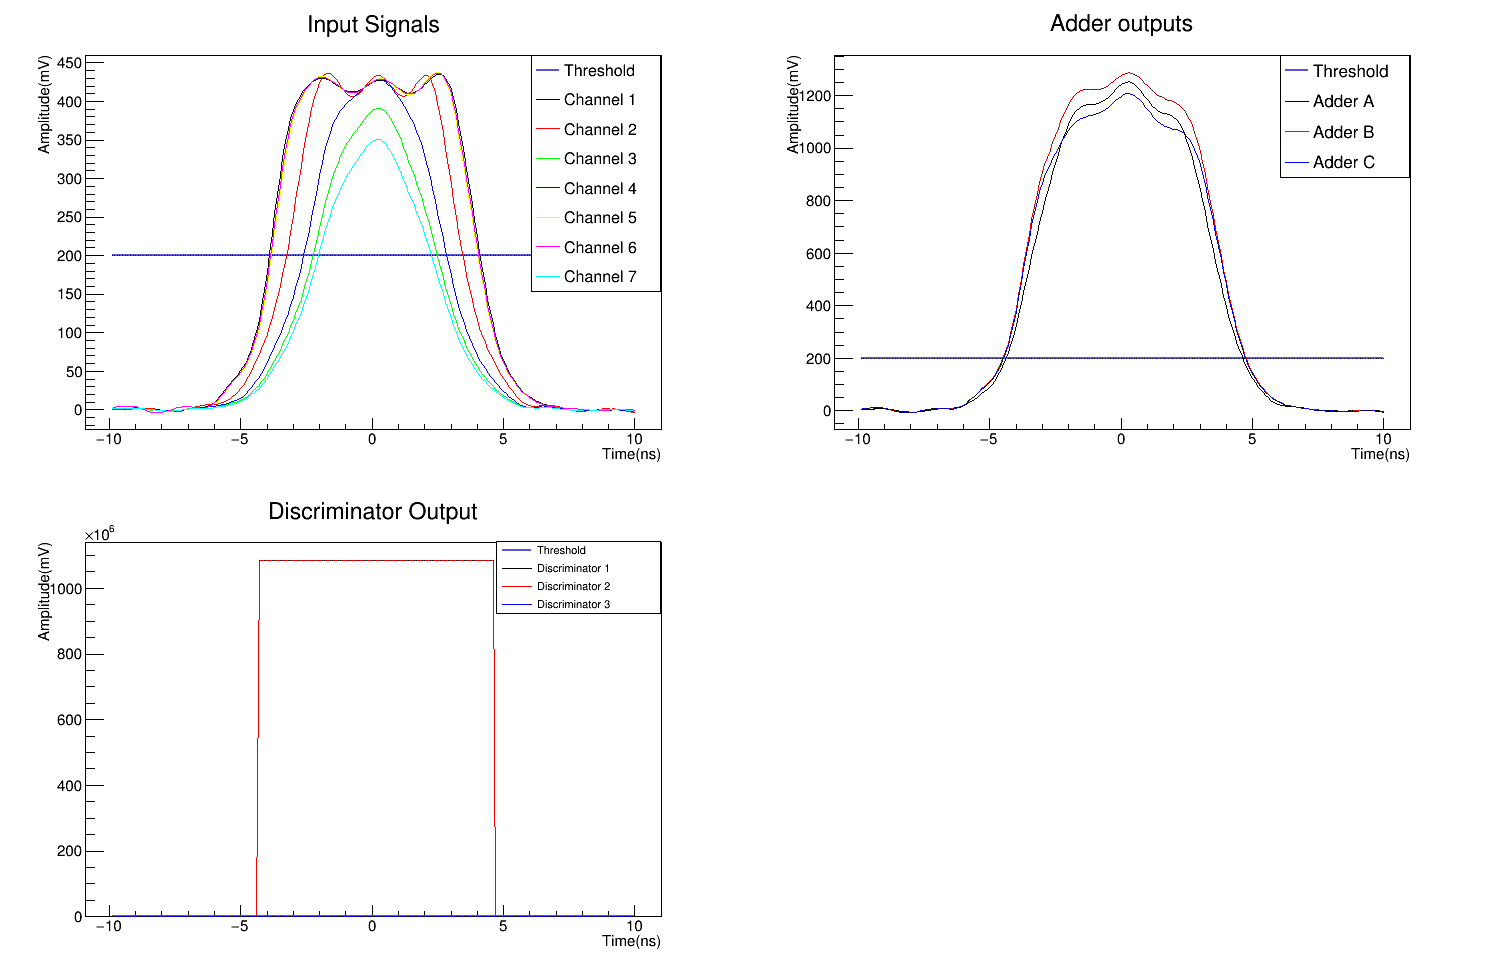 Input Signals
Amplitude(mV)
450
400
350
300
250
200
150
100
50
0
−10
−5
0
5
10
Time(ns)
Threshold
Channel 1
Channel 2
Channel 3
Channel 4
Channel 5
Channel 6
Channel 7
Adder outputs
Amplitude(mV)
1200
1000
800
600
400
200
0
−10
−5
0
5
10
Time(ns)
Threshold
Adder A
Adder B
Adder C
Discriminator Output
×10⁶
Amplitude(mV)
1000
800
600
400
200
0
−10
−5
0
5
10
Time(ns)
Threshold
Discriminator 1
Discriminator 2
Discriminator 3